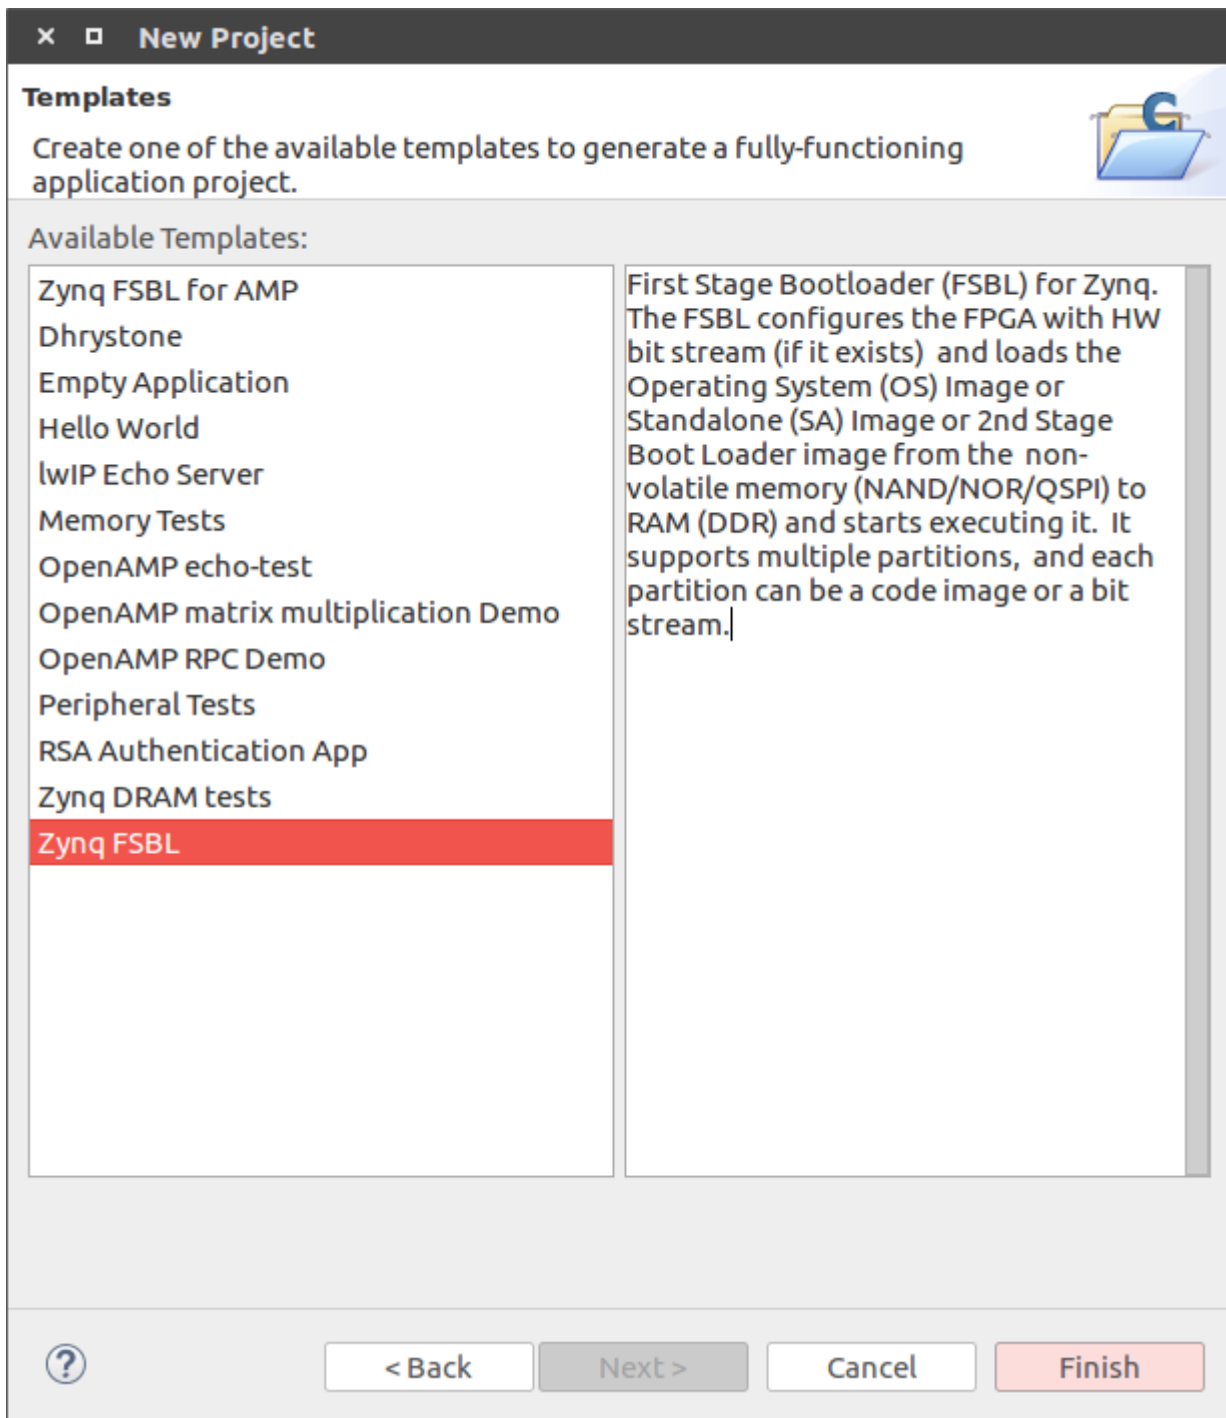 New Project
Templates
Create one of the available templates to generate a fully-functioning
application project.
Available Templates:
Zynq FSBL for AMP
Dhrystone
Empty Application
Hello World
lwIP Echo Server
Memory Tests
OpenAMP echo-test
OpenAMP matrix multiplication Demo
OpenAMP RPC Demo
Peripheral Tests
RSA Authentication App
Zynq DRAM tests
Zynq FSBL
First Stage Bootloader (FSBL) for Zynq.
The FSBL configures the FPGA with HW
bit stream (if it exists)  and loads the
Operating System (OS) Image or
Standalone (SA) Image or 2nd Stage
Boot Loader image from the  non-
volatile memory (NAND/NOR/QSPI) to
RAM (DDR) and starts executing it.  It
supports multiple partitions,  and each
partition can be a code image or a bit
stream.
?
< Back
Next >
Cancel
Finish